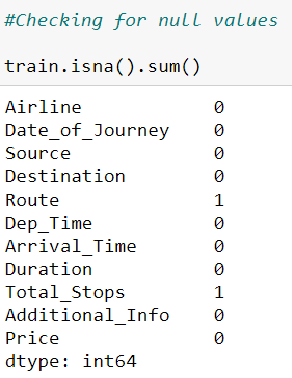 #Checking for null values
train.isna().sum()
Airline 0
Date_of_Journey 0
Source 0
Destination 0
Route 1
Dep_Time 0
Arrival_Time 0
Duration 0
Total_Stops 1
Additional_Info 0
Price 0
dtype: int64